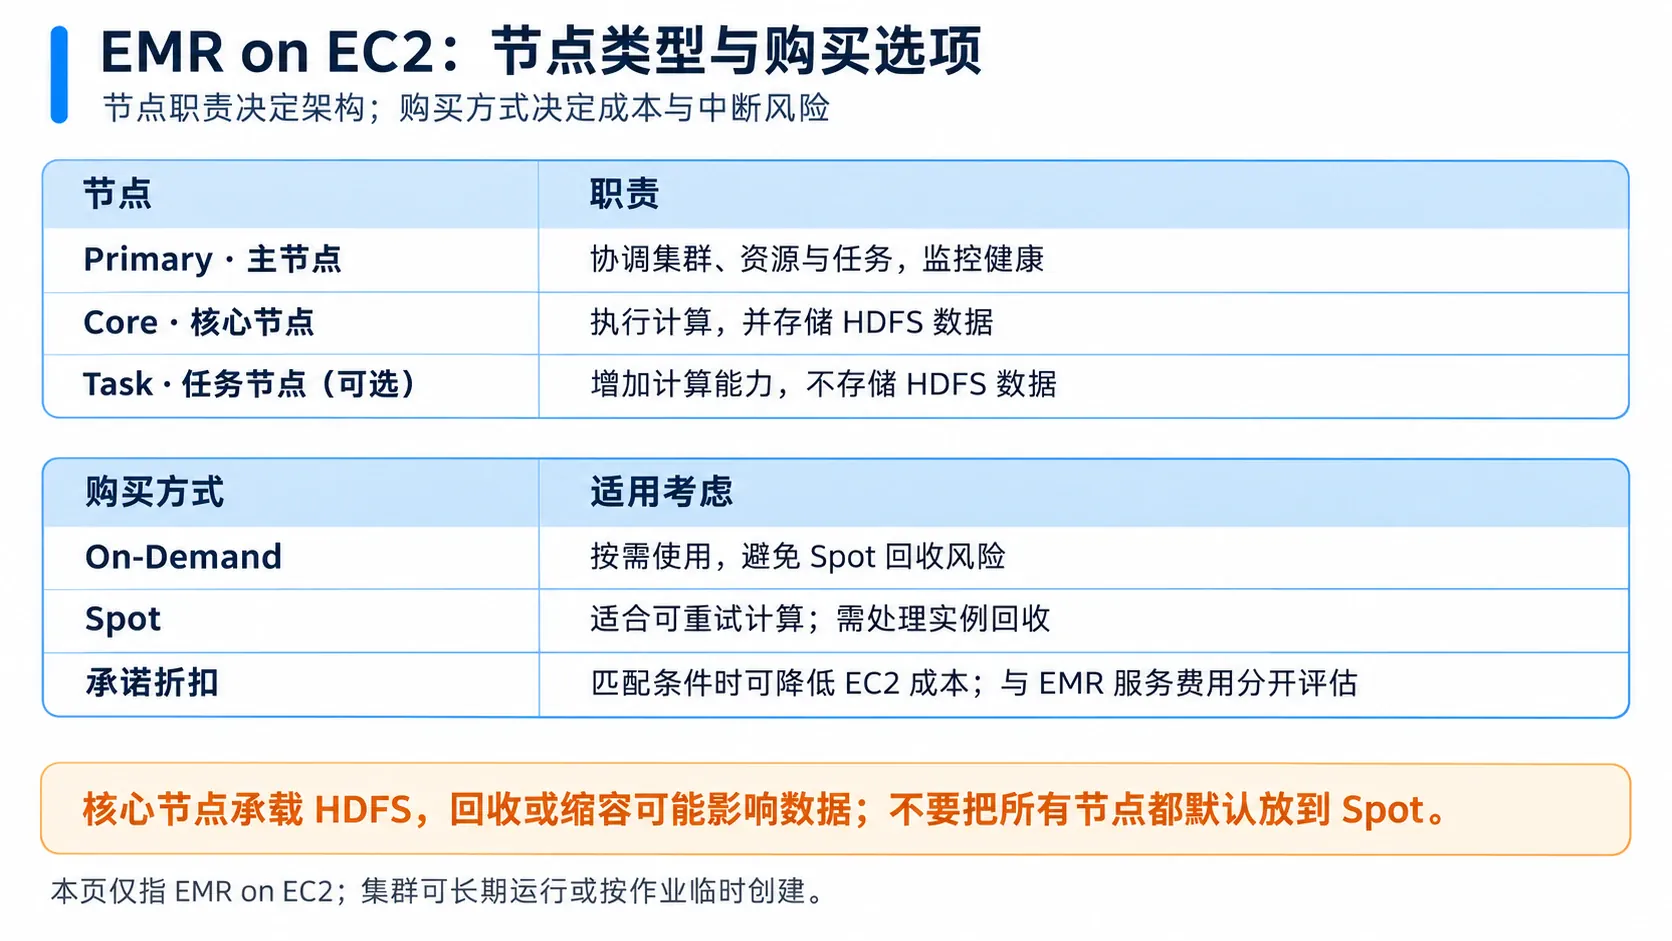 EMR on EC2：节点类型与购买选项
节点职责决定架构；购买方式决定成本与中断风险
节点 职责
Primary · 主节点 协调集群、资源与任务，监控健康
Core · 核心节点 执行计算，并存储 HDFS 数据
Task · 任务节点（可选） 增加计算能力，不存储 HDFS 数据
购买方式 适用考虑
On-Demand 按需使用，避免 Spot 回收风险
Spot 适合可重试计算；需处理实例回收
承诺折扣 匹配条件时可降低 EC2 成本；与 EMR 服务费用分开评估
核心节点承载 HDFS，回收或缩容可能影响数据；不要把所有节点都默认放到 Spot。
本页仅指 EMR on EC2；集群可长期运行或按作业临时创建。